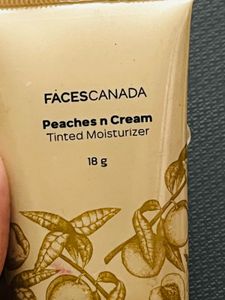 FACESCANADA
Peaches n Cream
Tinted Moisturizer
18 g